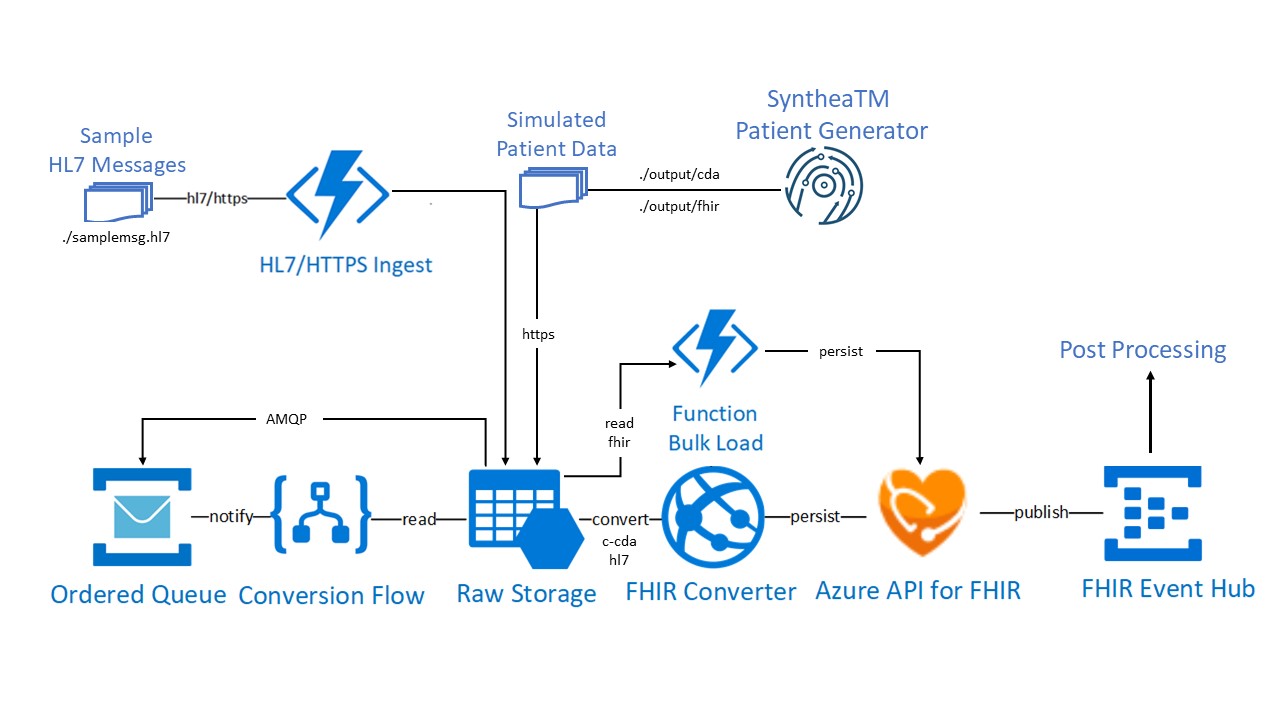 SyntheaTM
Patient Generator
Simulated
Patient Data
Sample
HL7 Messages
./output/cda
./output/fhir
hl7/https
./samplemsg.hl7
HL7/HTTPS Ingest
https
persist
Post Processing
Function
Bulk Load
AMQP
read
fhir
notify
read
convert
c-cda
hl7
persist
publish
Ordered Queue
Conversion Flow
Raw Storage
FHIR Converter
Azure API for FHIR
FHIR Event Hub